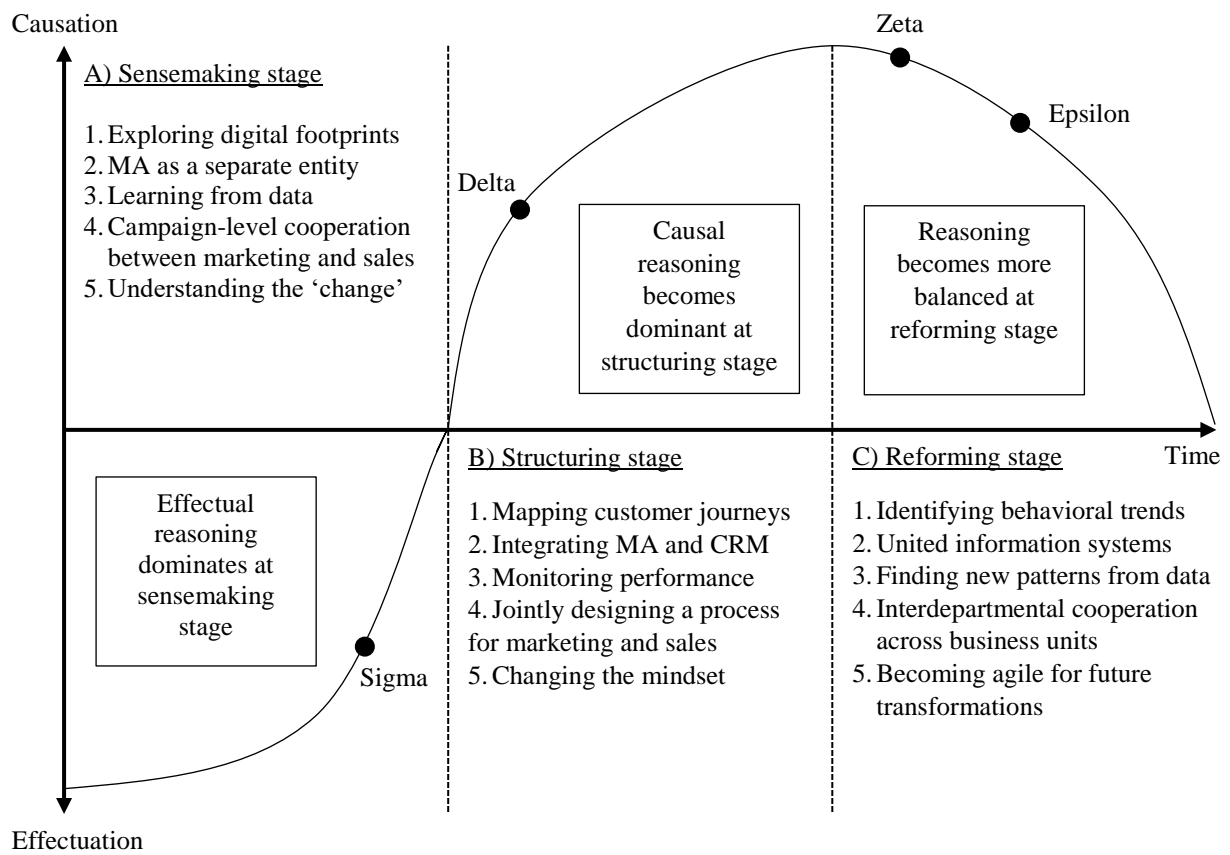 Causation
A) Sensemaking stage
1. Exploring digital footprints
2. MA as a separate entity
3. Learning from data
4. Campaign-level cooperation
between marketing and sales
5. Understanding the ‘change’
Delta
Zeta
Epsilon
Causal
reasoning
becomes
dominant at
structuring stage
Reasoning
becomes more
balanced at
reforming stage
Time
Effectual
reasoning
dominates at
sensemaking
stage
Sigma
B) Structuring stage
1. Mapping customer journeys
2. Integrating MA and CRM
3. Monitoring performance
4. Jointly designing a process
for marketing and sales
5. Changing the mindset
C) Reforming stage
1. Identifying behavioral trends
2. United information systems
3. Finding new patterns from data
4. Interdepartmental cooperation
across business units
5. Becoming agile for future
transformations
Effectuation